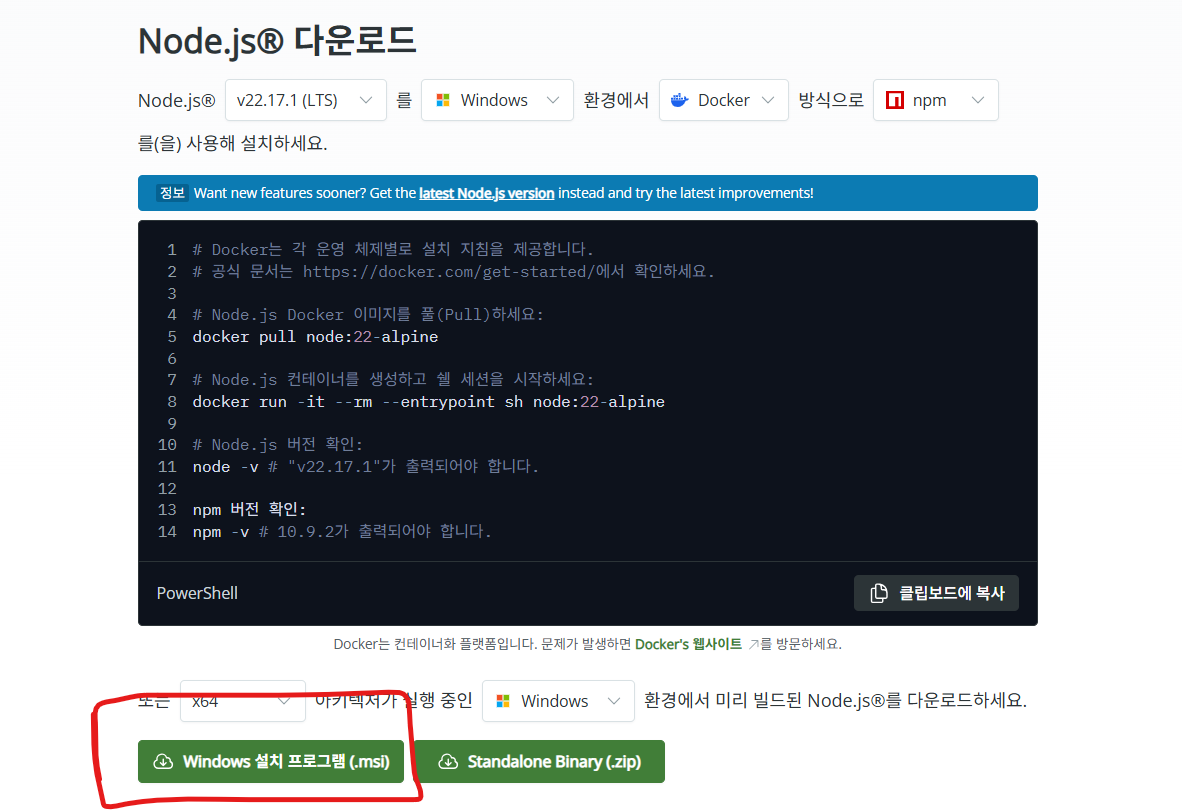 Node.js® 다운로드
Node.js® v22.17.1 (LTS) 를 Windows 환경에서 Docker 방식으로 npm
를(을) 사용해 설치하세요.
정보 Want new features sooner? Get the latest Node.js version instead and try the latest improvements!
1 # Docker는 각 운영 체제별로 설치 지침을 제공합니다.
2 # 공식 문서는 https://docker.com/get-started/에서 확인하세요.
3
4 # Node.js Docker 이미지를 풀(Pull)하세요:
5 docker pull node:22-alpine
6
7 # Node.js 컨테이너를 생성하고 쉘 세션을 시작하세요:
8 docker run -it --rm --entrypoint sh node:22-alpine
9
10 # Node.js 버전 확인:
11 node -v # "v22.17.1"가 출력되어야 합니다.
12
13 npm 버전 확인:
14 npm -v # 10.9.2가 출력되어야 합니다.
PowerShell 클립보드에 복사
Docker는 컨테이너화 플랫폼입니다. 문제가 발생하면 Docker's 웹사이트 를 방문하세요.
또는 x64 아키텍처가 실행 중인 Windows 환경에서 미리 빌드된 Node.js®를 다운로드하세요.
Windows 설치 프로그램 (.msi) Standalone Binary (.zip)